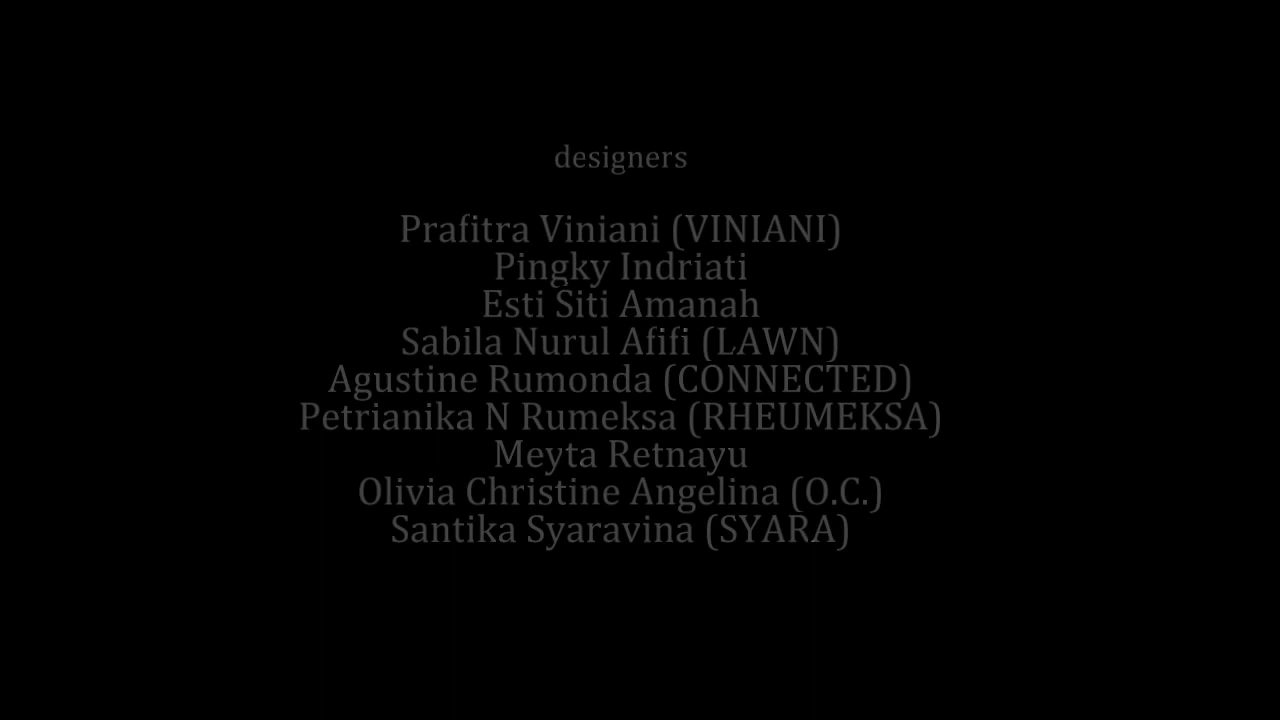 designers
Prafitra Viniani (VINIANI)
Pingky Indriati
Esti Siti Amanah
Sabila Nurul Afifi (LAWN)
Agustine Rumonda (CONNECTED)
Petrianika N Rumeksa (RHEUMEKSA)
Meyta Retnayu
Olivia Christine Angelina (O.C.)
Santika Syaravina (SYARA)